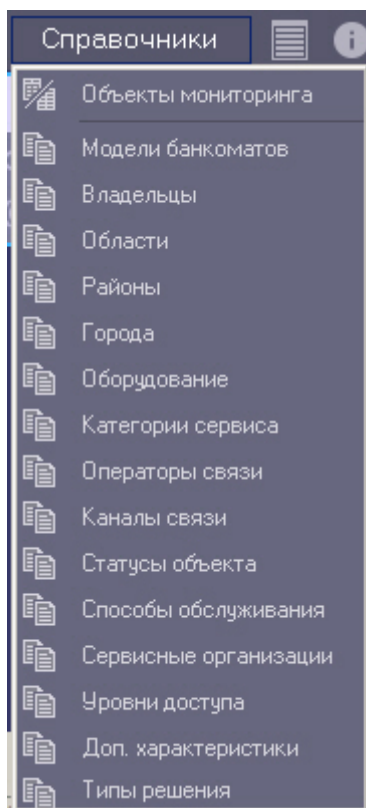 Справочники
Объекты мониторинга
Модели банкоматов
Владельцы
Области
Районы
Города
Оборудование
Категории сервиса
Операторы связи
Каналы связи
Статусы объекта
Способы обслуживания
Сервисные организации
Уровни доступа
Доп. характеристики
Типы решения